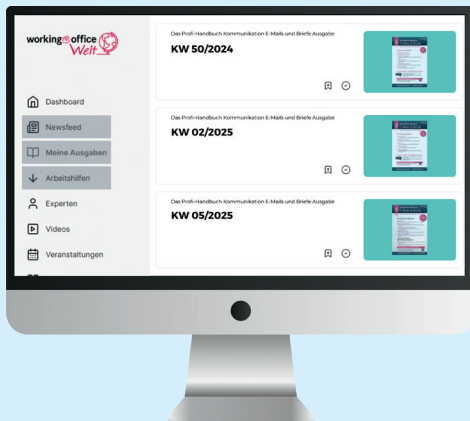 working@office
Welt
Dashboard
Newsfeed
Meine Ausgaben
Arbeitshilfen
Experten
Videos
Veranstaltungen
Das Profi-Handbuch Kommunikation E-Mails und Briefe Ausgabe
KW 50/2024
Das Profi-Handbuch Kommunikation E-Mails und Briefe Ausgabe
KW 02/2025
Das Profi-Handbuch Kommunikation E-Mails und Briefe Ausgabe
KW 05/2025